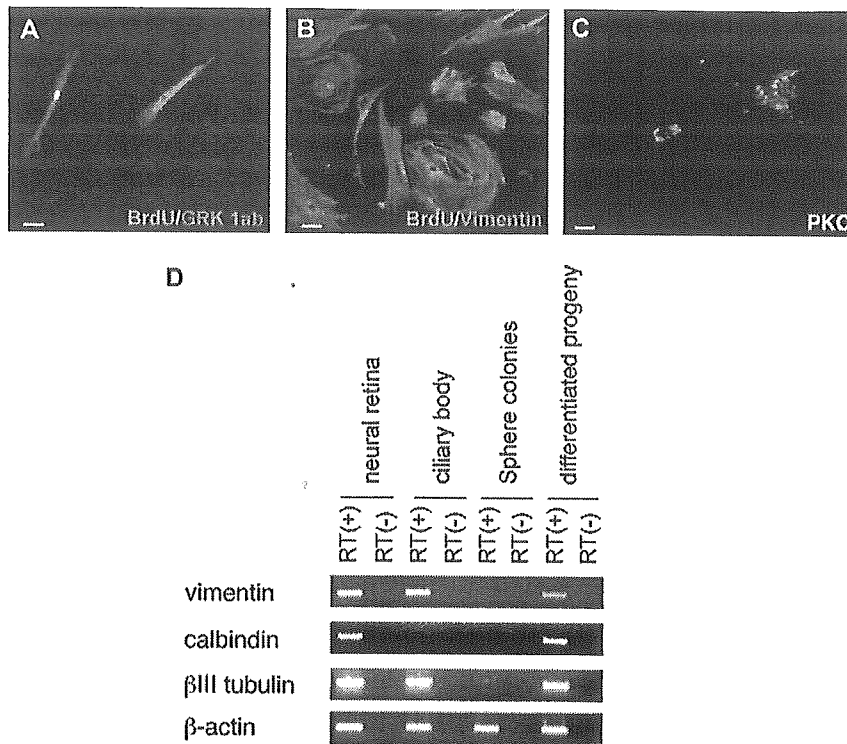 A
BrdU/GRK 1ab
B
BrdU/Vimentin
C
PKC
D
neural retina
ciliary body
Sphere colonies
differentiated progeny
RT(+) RT(-) RT(+) RT(-) RT(+) RT(-) RT(+) RT(-)
vimentin
calbindin
βIII tubulin
β-actin